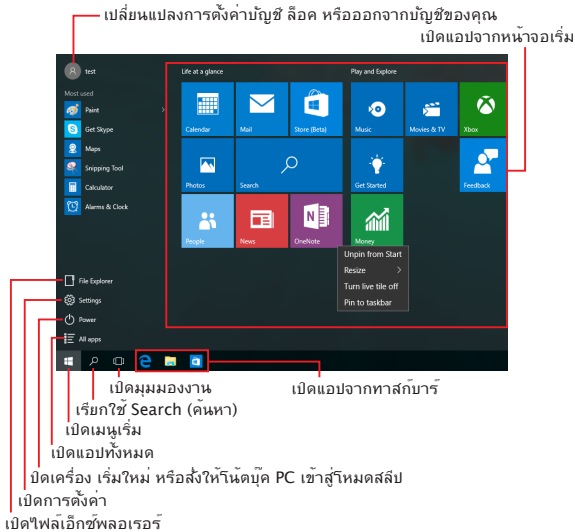 เปลี่ยนแปลงการตั้งค่าบัญชี ล็อค หรือออกจากบัญชีของคุณ
เปิดแอปจากหน้าจอเริ่ม
test
Life at a glance
Play and Explore
Most used
Paint
Get Skype
Maps
Snipping Tool
Calculator
Alarms & Clock
Calendar
Mail
Store (Beta)
Music
Movies & TV
Xbox
Photos
Search
Get Started
Feedback
People
News
OneNote
Money
Unpin from Start
Resize
Turn live tile off
Pin to taskbar
File Explorer
Settings
Power
All apps
เปิดมุมมองงาน
เปิดแอปจากทาสก์บาร์
เรียกใช้ Search (ค้นหา)
เปิดเมนูเริ่ม
เปิดแอปทั้งหมด
ปิดเครื่อง เริ่มใหม่ หรือสั่งให้โน้ตบุ๊ค PC เข้าสู่โหมดสลีป
เปิดการตั้งค่า
เปิดไฟล์เอ็กซ์พลอเรอร์